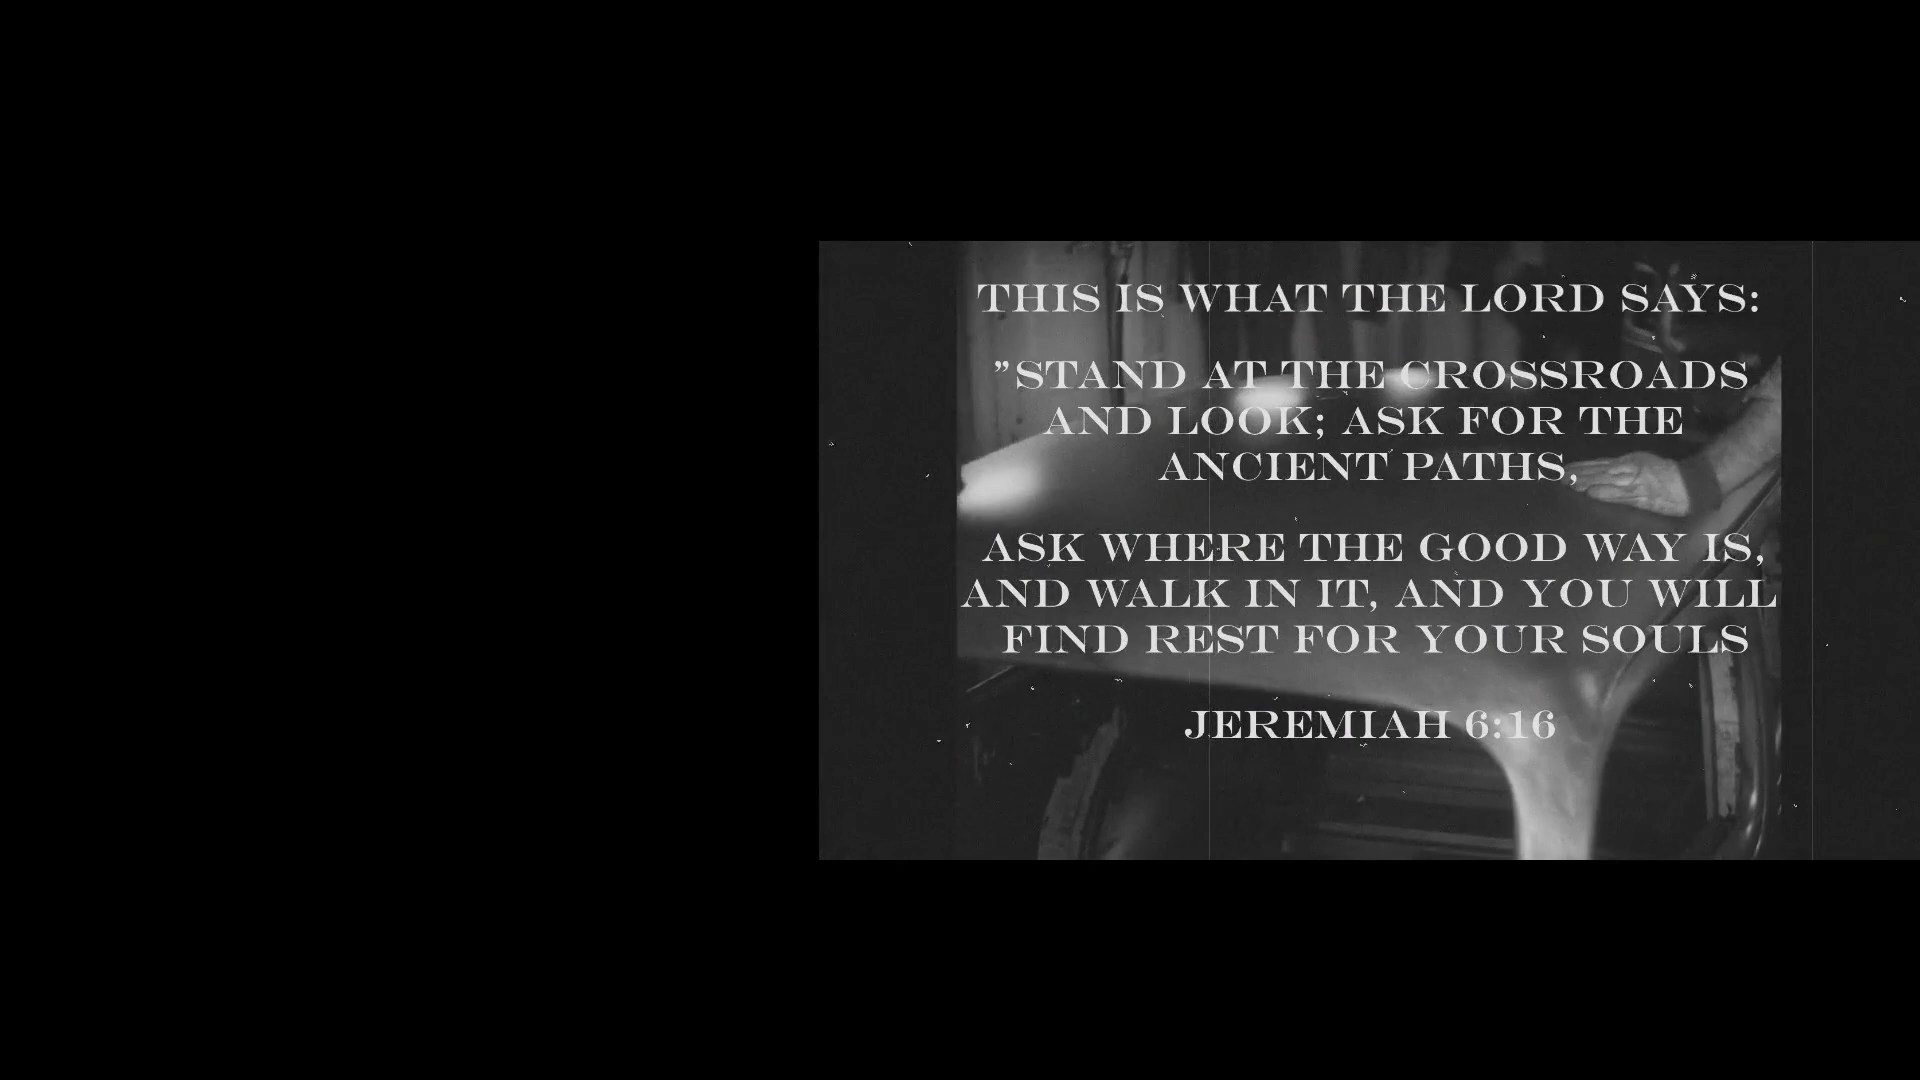 THIS IS WHAT THE LORD SAYS:
”STAND AT THE CROSSROADS
AND LOOK; ASK FOR THE
ANCIENT PATHS,
ASK WHERE THE GOOD WAY IS,
AND WALK IN IT, AND YOU WILL
FIND REST FOR YOUR SOULS
JEREMIAH 6:16